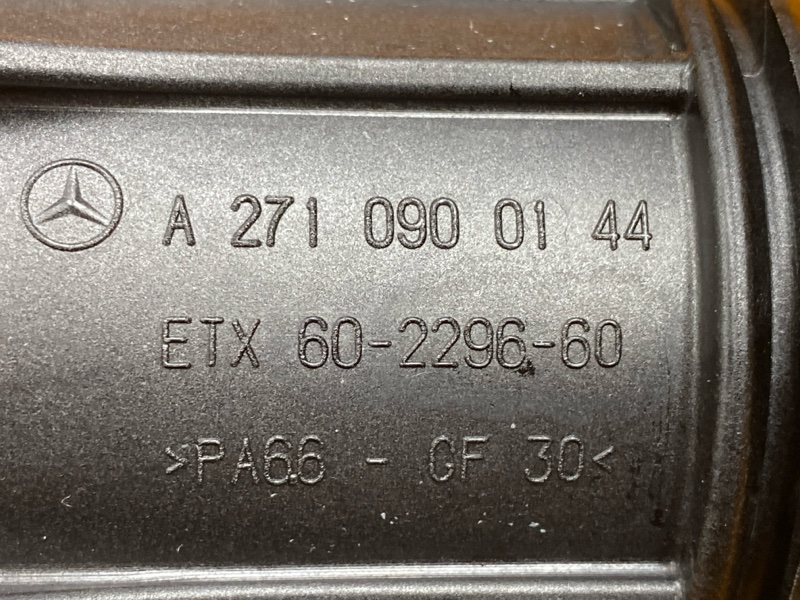 A 271 090 01 44
ETX 60-2296-60
>PA66 - GF 30<